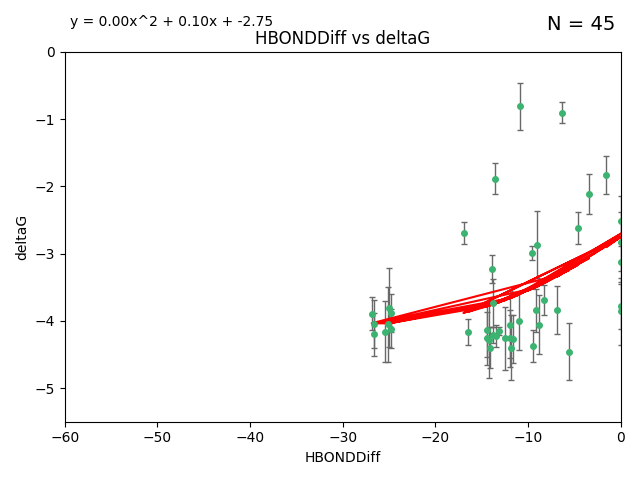 y = 0.00x^2 + 0.10x + -2.75
N = 45
HBONDDiff vs deltaG
deltaG
0
−1
−2
−3
−4
−5
−60
−50
−40
−30
−20
−10
0
HBONDDiff